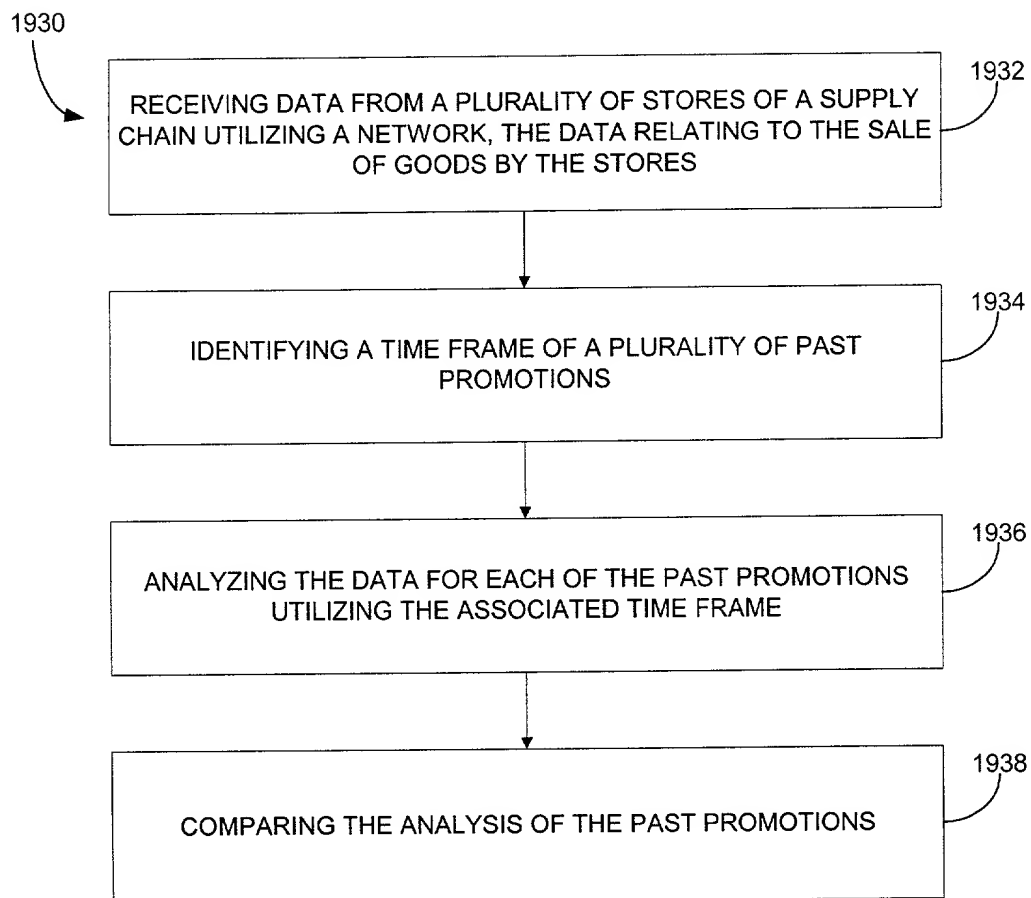 1930
1932
RECEIVING DATA FROM A PLURALITY OF STORES OF A SUPPLY
CHAIN UTILIZING A NETWORK, THE DATA RELATING TO THE SALE
OF GOODS BY THE STORES
1934
IDENTIFYING A TIME FRAME OF A PLURALITY OF PAST
PROMOTIONS
1936
ANALYZING THE DATA FOR EACH OF THE PAST PROMOTIONS
UTILIZING THE ASSOCIATED TIME FRAME
1938
COMPARING THE ANALYSIS OF THE PAST PROMOTIONS